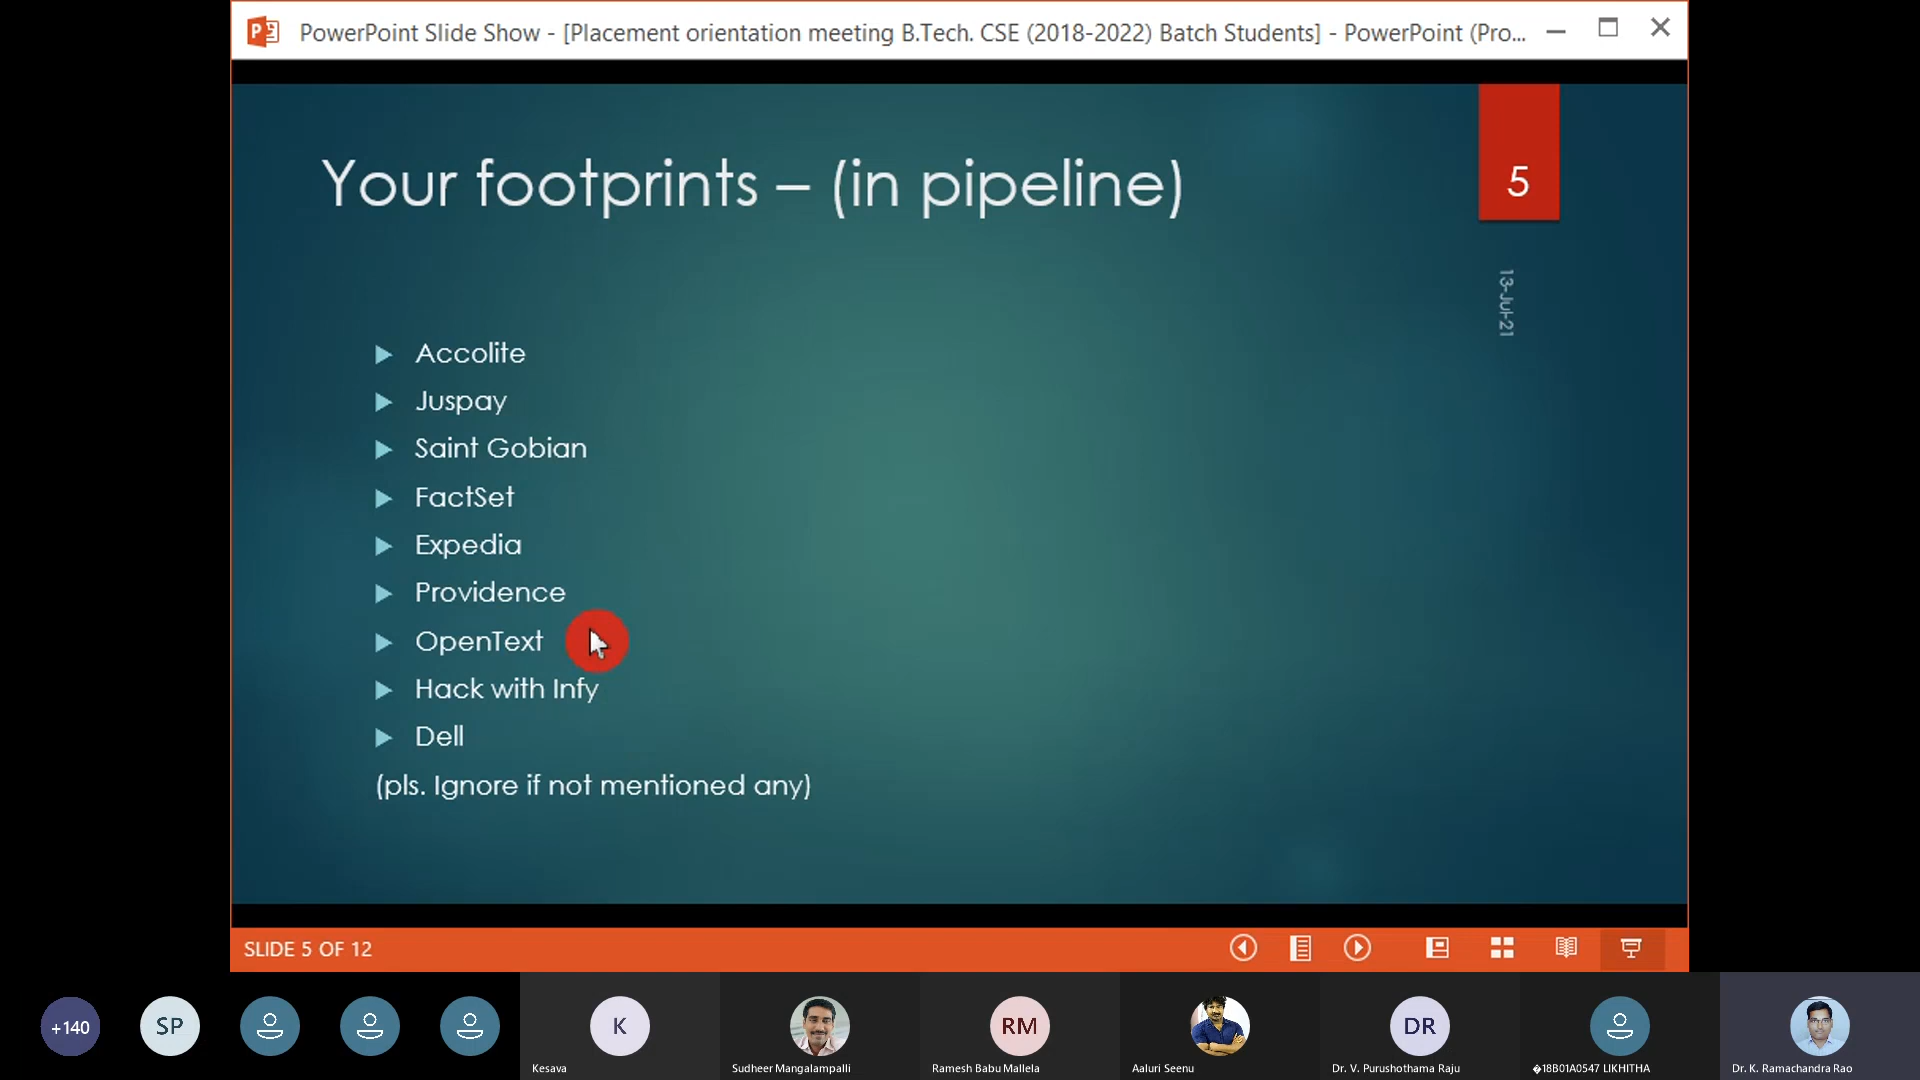 PowerPoint Slide Show - [Placement orientation meeting B.Tech. CSE (2018-2022) Batch Students] - PowerPoint (Pro...
Your footprints – (in pipeline)
5
13-Jul-21
Accolite
Juspay
Saint Gobian
FactSet
Expedia
Providence
OpenText
Hack with Infy
Dell
(pls. Ignore if not mentioned any)
SLIDE 5 OF 12
+140
SP
K
RM
DR
Kesava
Sudheer Mangalampalli
Ramesh Babu Mallela
Aaluri Seenu
Dr. V. Purushothama Raju
�18B01A0547 LIKHITHA
Dr. K. Ramachandra Rao